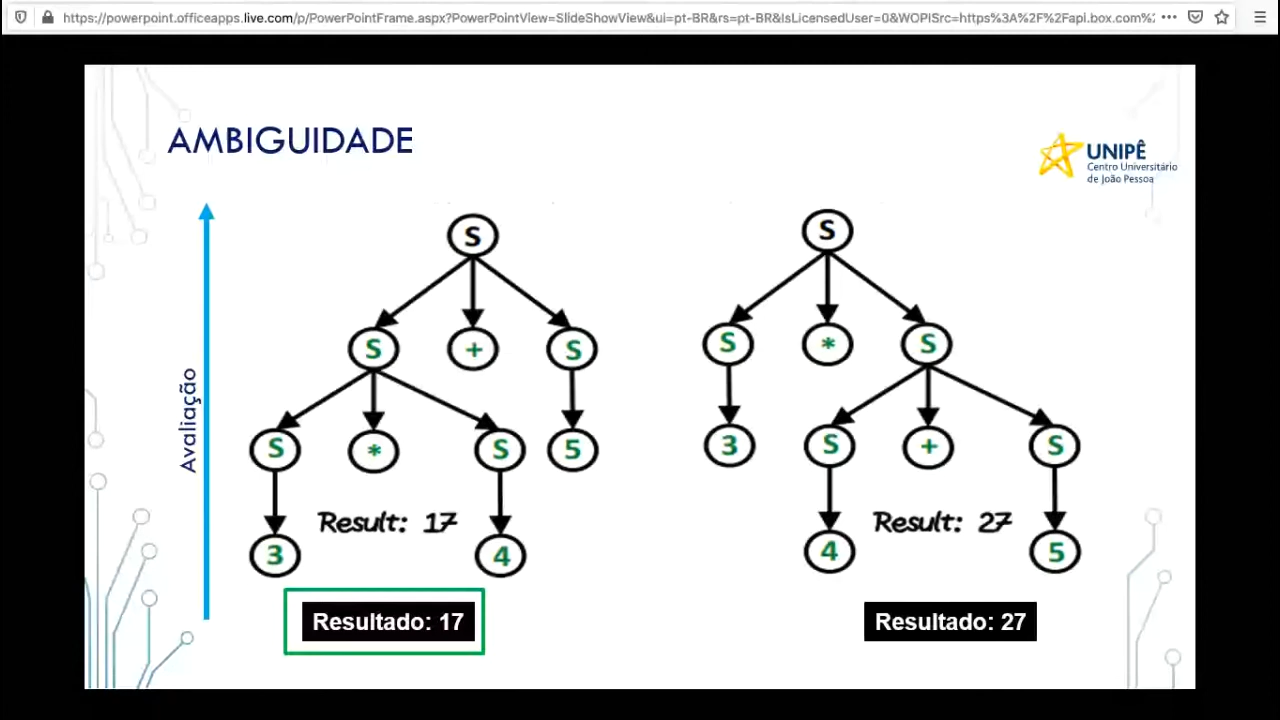 https://powerpoint.officeapps.live.com/p/PowerPointFrame.aspx?PowerPointView=SlideShowView&ui=pt-BR&rs=pt-BR&IsLicensedUser=0&WOPISrc=https%3A%2F%2Fapi.box.com%2
AMBIGUIDADE
UNIPÊ
Centro Universitário
de João Pessoa
Avaliação
S
S + S
S * S 5
3 4
Result: 17
Resultado: 17
S
S * S
3 S + S
4 5
Result: 27
Resultado: 27